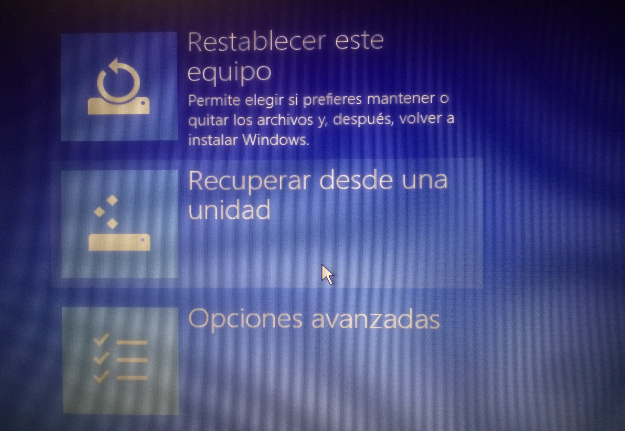 Restablecer este
equipo
Permite elegir si prefieres mantener o
quitar los archivos y, después, volver a
instalar Windows.
Recuperar desde una
unidad
Opciones avanzadas